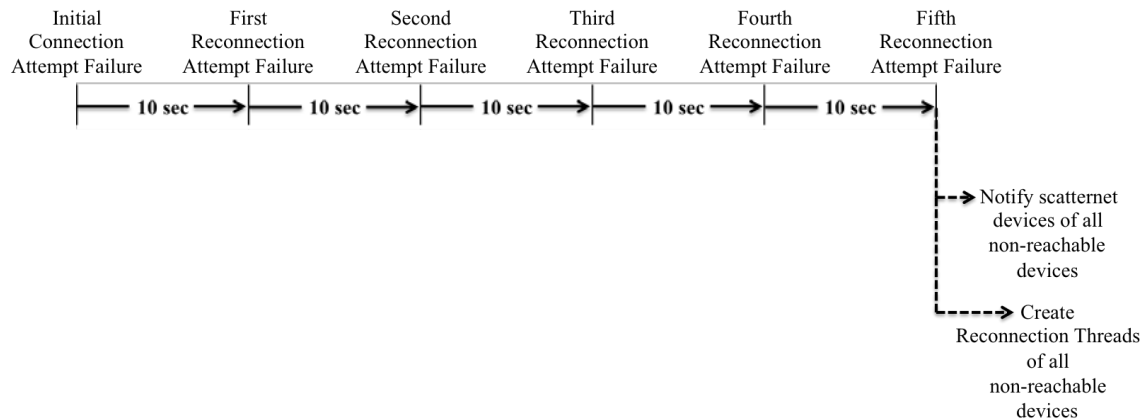 Initial
Connection
Attempt Failure
First
Reconnection
Attempt Failure
Second
Reconnection
Attempt Failure
Third
Reconnection
Attempt Failure
Fourth
Reconnection
Attempt Failure
Fifth
Reconnection
Attempt Failure
10 sec
10 sec
10 sec
10 sec
10 sec
Notify scatternet
devices of all
non-reachable
devices
Create
Reconnection Threads
of all
non-reachable
devices